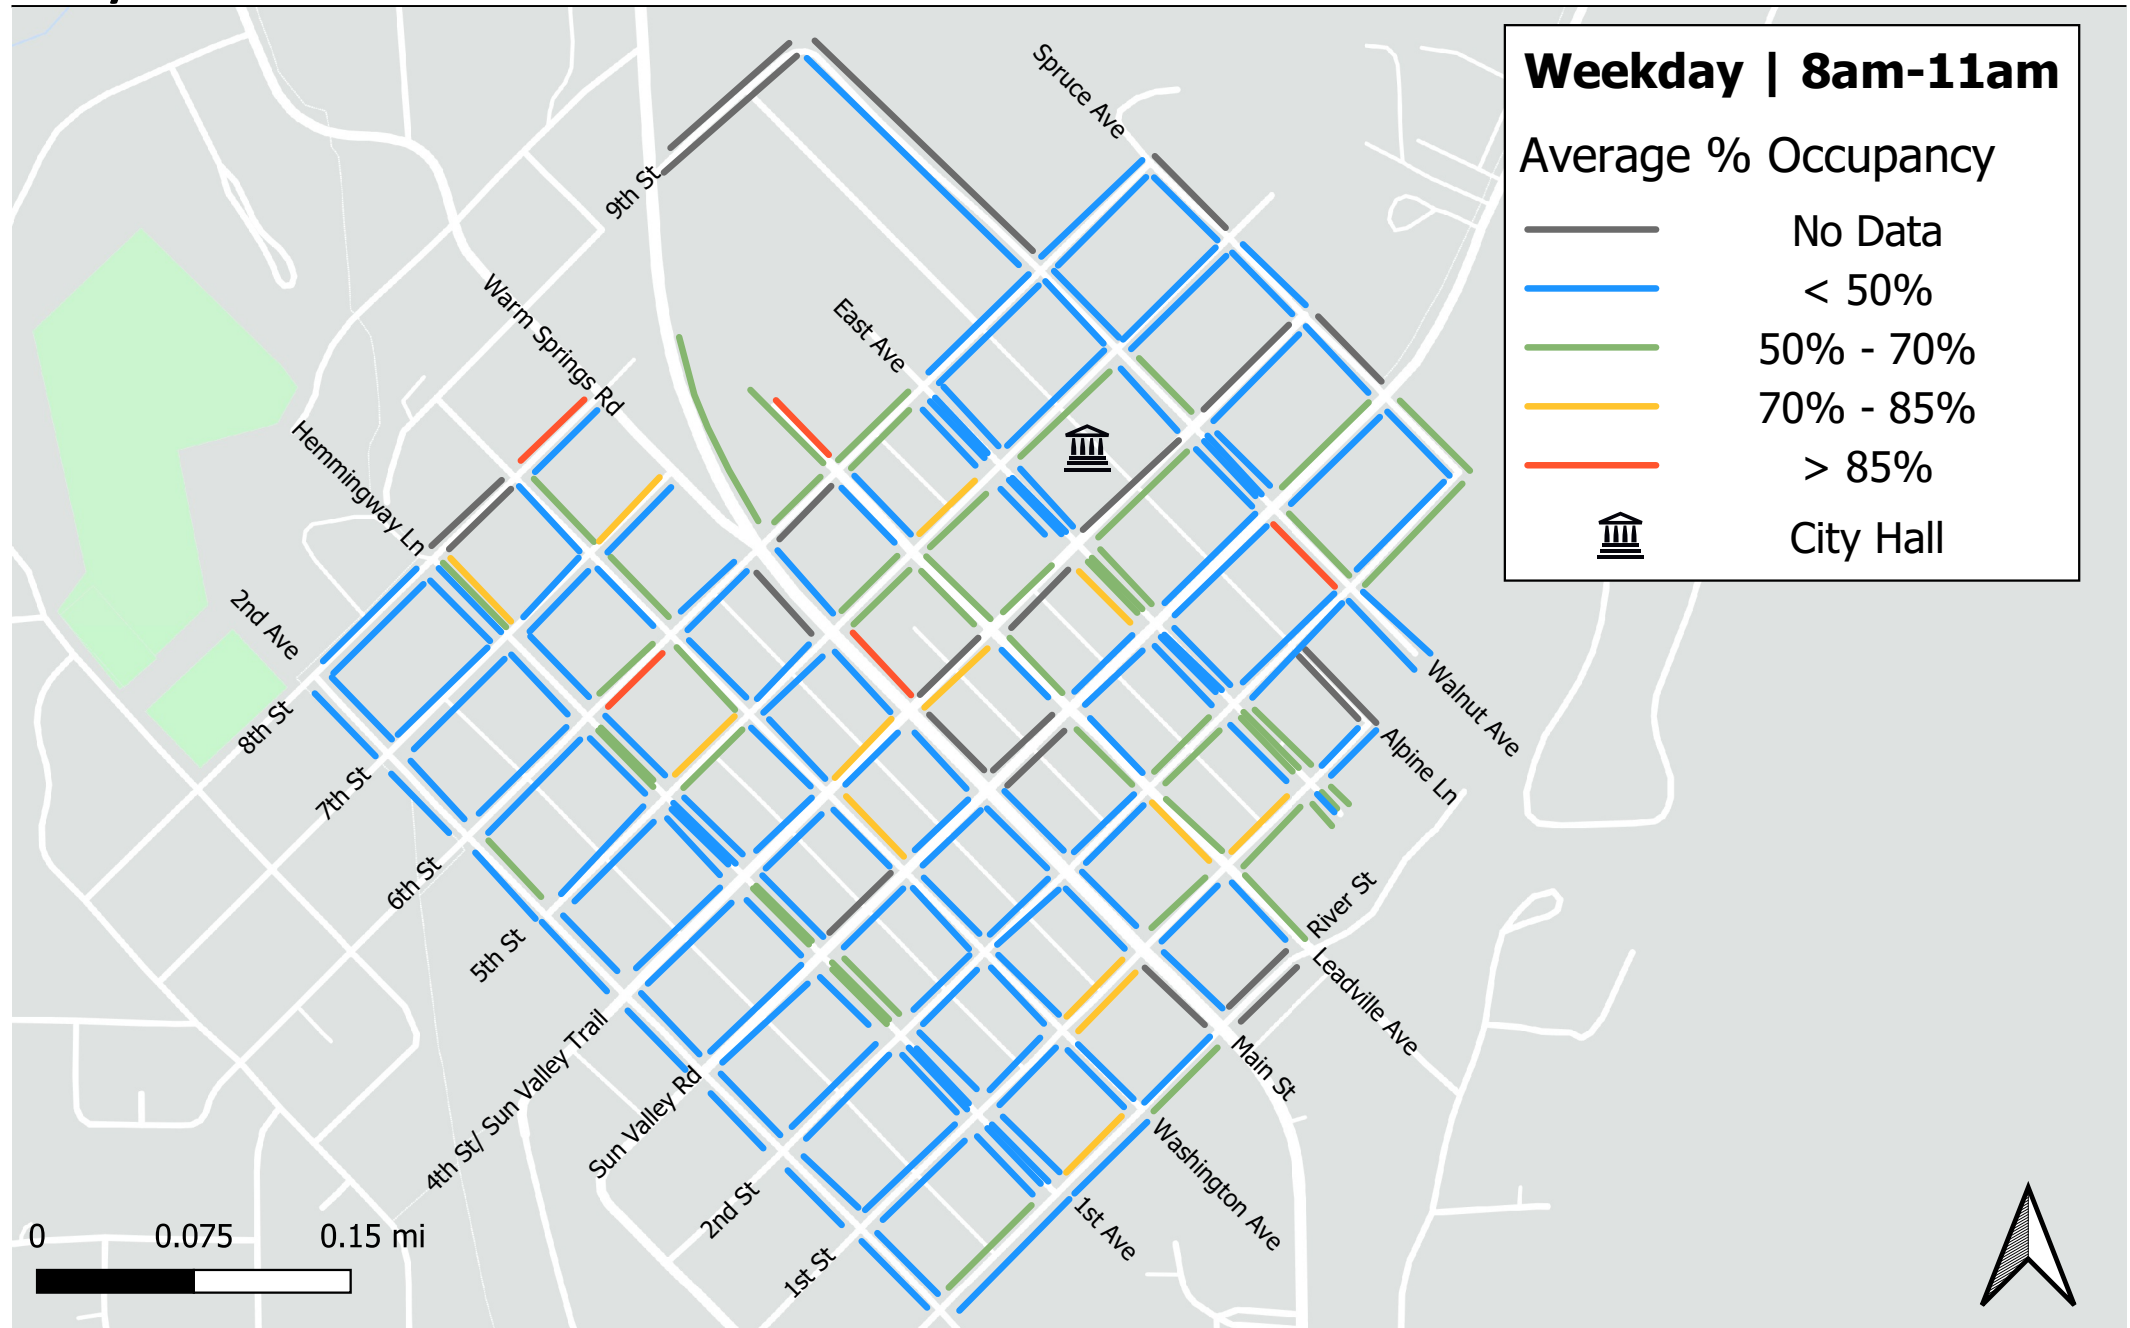 Weekday | 8am-11am
Average % Occupancy
No Data
< 50%
50% - 70%
70% - 85%
> 85%
City Hall
Spruce Ave
9th St
East Ave
Warm Springs Rd
Hemmingway Ln
2nd Ave
8th St
7th St
6th St
5th St
4th St/ Sun Valley Trail
Sun Valley Rd
2nd St
1st St
Walnut Ave
Alpine Ln
River St
Leadville Ave
Main St
Washington Ave
1st Ave
0 0.075 0.15 mi